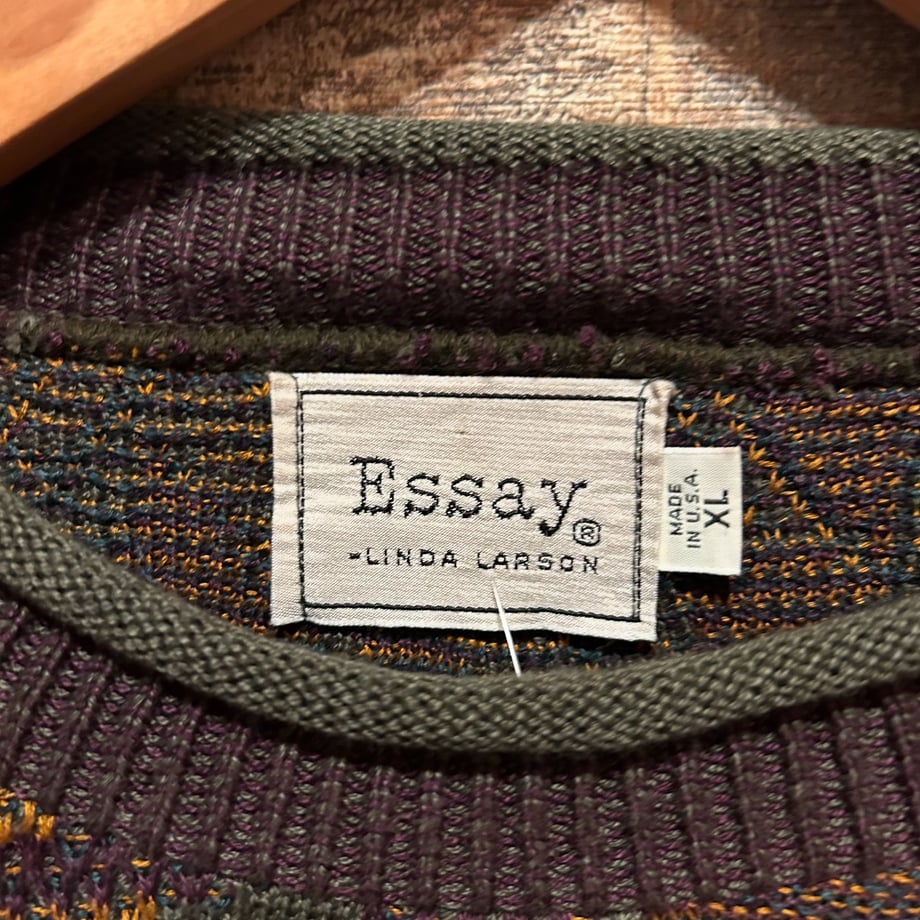 Essay®
-LINDA LARSON
MADE
IN U.S.A.
XL